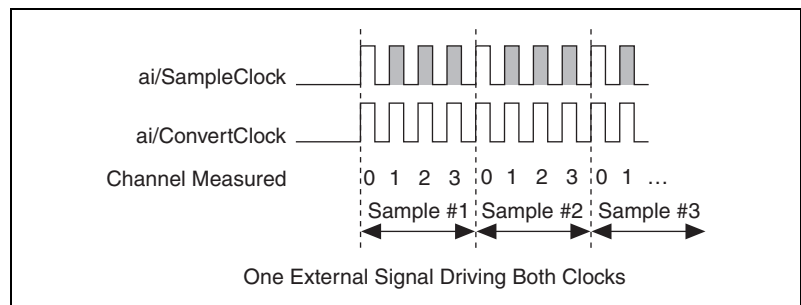 ai/SampleClock
ai/ConvertClock
Channel Measured 0 1 2 3 0 1 2 3 0 1 ...
Sample #1 Sample #2 Sample #3
One External Signal Driving Both Clocks